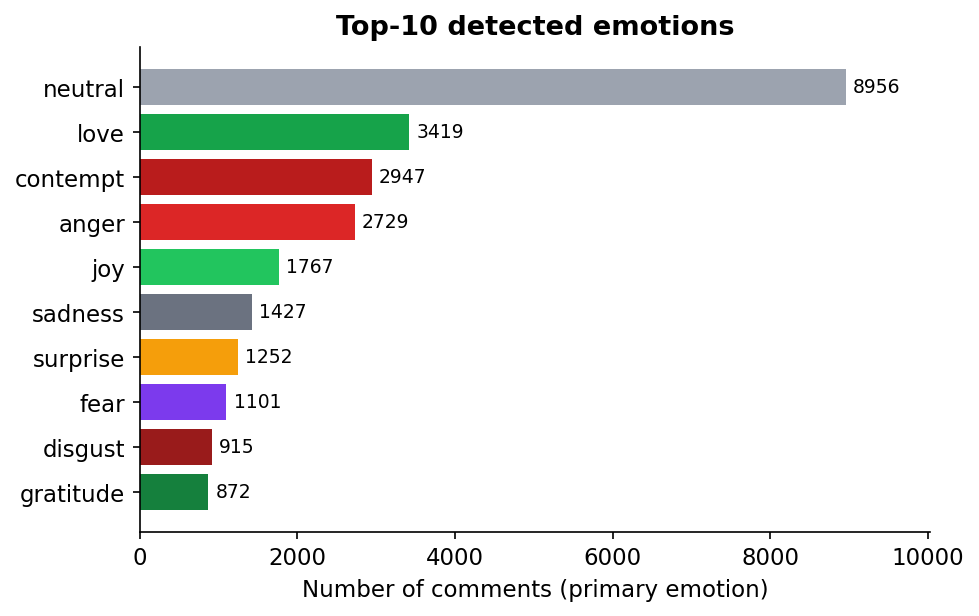 Top-10 detected emotions
neutral 8956
love 3419
contempt 2947
anger 2729
joy 1767
sadness 1427
surprise 1252
fear 1101
disgust 915
gratitude 872
0 2000 4000 6000 8000 10000
Number of comments (primary emotion)